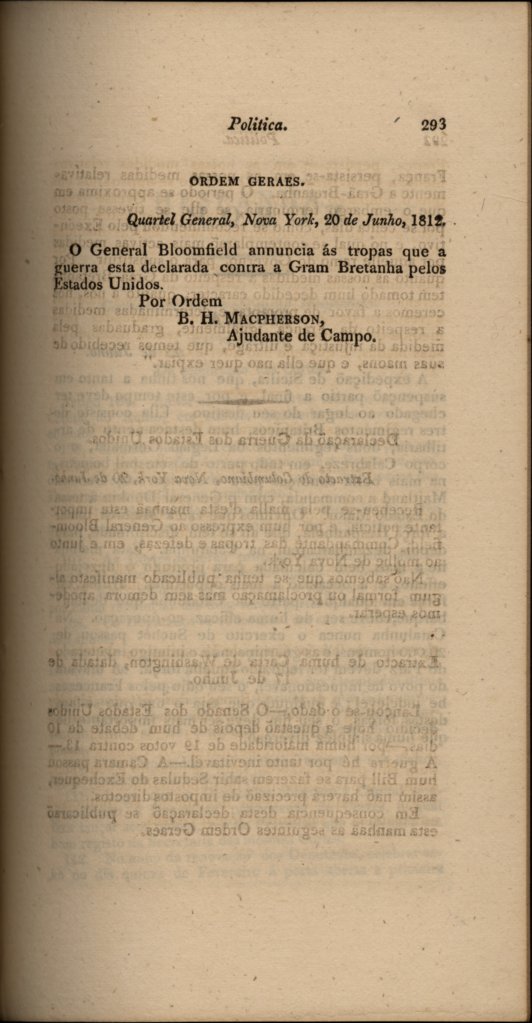 Politica. 293
ORDEM GERAES.
Quartel General, Nova York, 20 de Junho, 1812.
O General Bloomfield annuncia ás tropas que a
guerra esta declarada contra a Gram Bretanha pelos
Estados Unidos.
Por Ordem
B. H. MACPHERSON,
Ajudante de Campo.